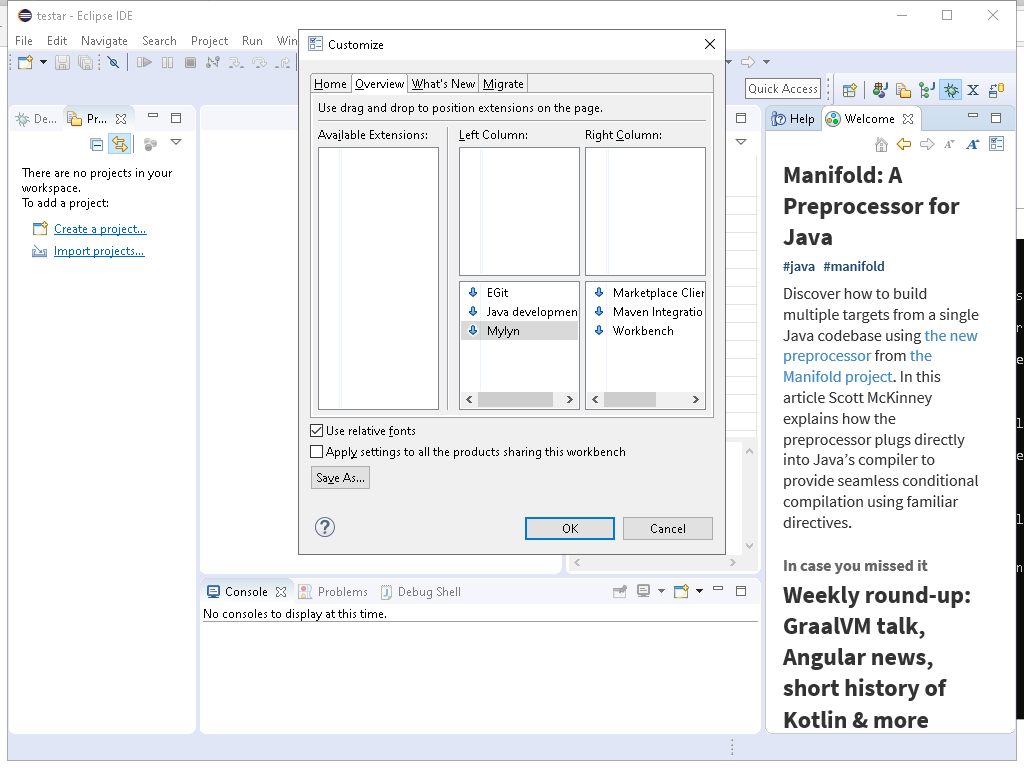 testar - Eclipse IDE
File Edit Navigate Search Project Run Win
Quick Access
De... Pr...
There are no projects in your
workspace.
To add a project:
Create a project...
Import projects...
Customize
Home Overview What's New Migrate
Use drag and drop to position extensions on the page.
Available Extensions: Left Column: Right Column:
EGit
Java developmen
Mylyn
Marketplace Clien
Maven Integratio
Workbench
Use relative fonts
Apply settings to all the products sharing this workbench
Save As...
OK Cancel
Console Problems Debug Shell
No consoles to display at this time.
Help Welcome
Manifold: A
Preprocessor for
Java
#java #manifold
Discover how to build
multiple targets from a single
Java codebase using the new
preprocessor from the
Manifold project. In this
article Scott McKinney
explains how the
preprocessor plugs directly
into Java’s compiler to
provide seamless conditional
compilation using familiar
directives.
In case you missed it
Weekly round-up:
GraalVM talk,
Angular news,
short history of
Kotlin & more